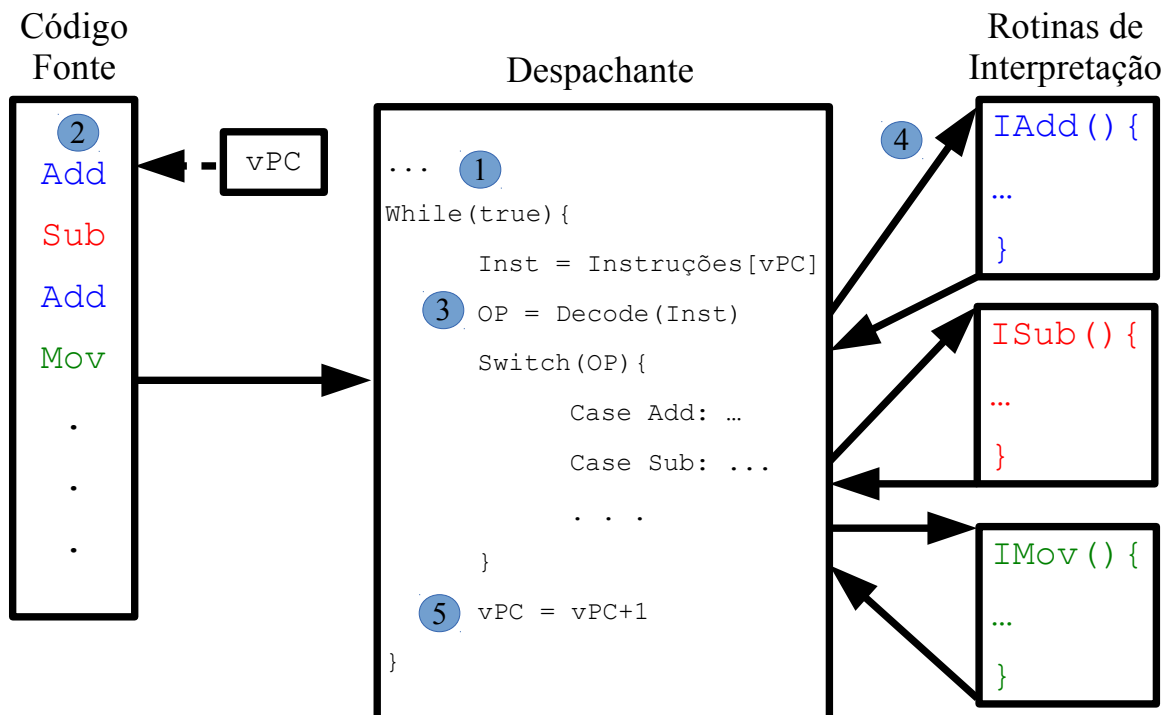 Código
Fonte
2
Add
Sub
Add
Mov
.
.
.
vPC
Despachante
... 1
While(true){
Inst = Instruções[vPC]
3 OP = Decode(Inst)
Switch(OP){
Case Add: …
Case Sub: ...
. . .
}
5 vPC = vPC+1
}
4
Rotinas de
Interpretação
IAdd(){
…
}
ISub(){
…
}
IMov(){
…
}